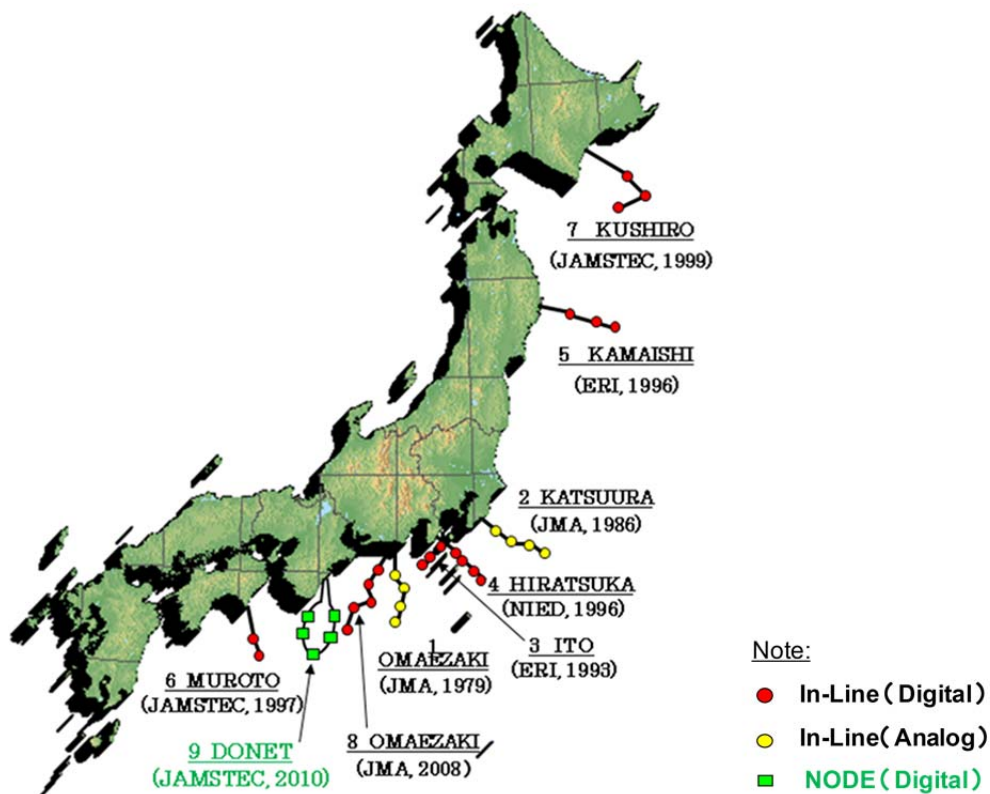 7 KUSHIRO
(JAMSTEC, 1999)
5 KAMAISHI
(ERI, 1996)
2 KATSUURA
(JMA, 1986)
4 HIRATSUKA
(NIED, 1996)
3 ITO
(ERI, 1993)
1
OMAEZAKI
(JMA, 1979)
6 MUROTO
(JAMSTEC, 1997)
8 OMAEZAKI
(JMA, 2008)
9 DONET
(JAMSTEC, 2010)
Note:
In-Line(Digital)
In-Line(Analog)
NODE(Digital)